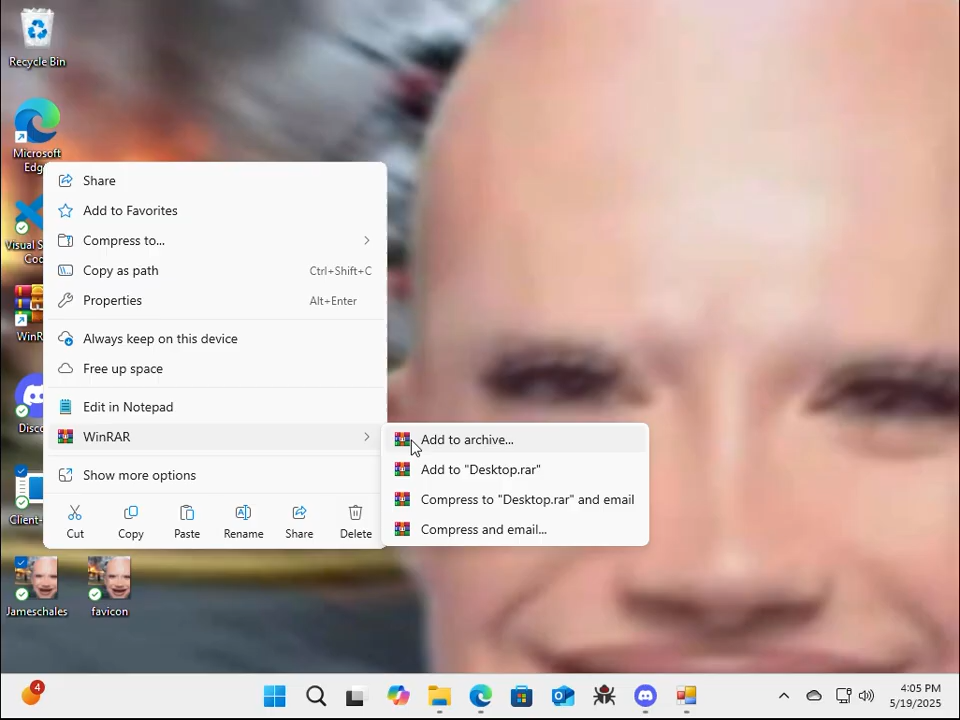 Recycle Bin
Microsoft
Edg
Visual S
Coc
WinR
Disc
Client-
Jameschales
favicon
Share
Add to Favorites
Compress to...
Copy as path Ctrl+Shift+C
Properties Alt+Enter
Always keep on this device
Free up space
Edit in Notepad
WinRAR
Show more options
Cut Copy Paste Rename Share Delete
Add to archive...
Add to "Desktop.rar"
Compress to "Desktop.rar" and email
Compress and email...
4
4:05 PM
5/19/2025